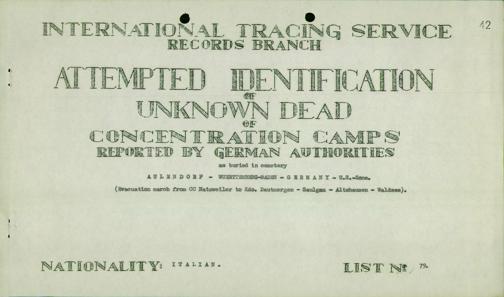 42
INTERNATIONAL TRACING SERVICE
RECORDS BRANCH
ATTEMPTED IDENTIFICATION
OF
UNKNOWN DEAD
OF
CONCENTRATION CAMPS
REPORTED BY GERMAN AUTHORITIES
as buried in cemetery
AULENDORF - WUERTTEMBERG-BADEN - GERMANY - U.S.-Zone.
(Evacuation march from CC Natzweiler to Kdo. Dautmergen - Saulgau - Altshausen - Waldsee).
NATIONALITY: ITALIAN.
LIST No 79.